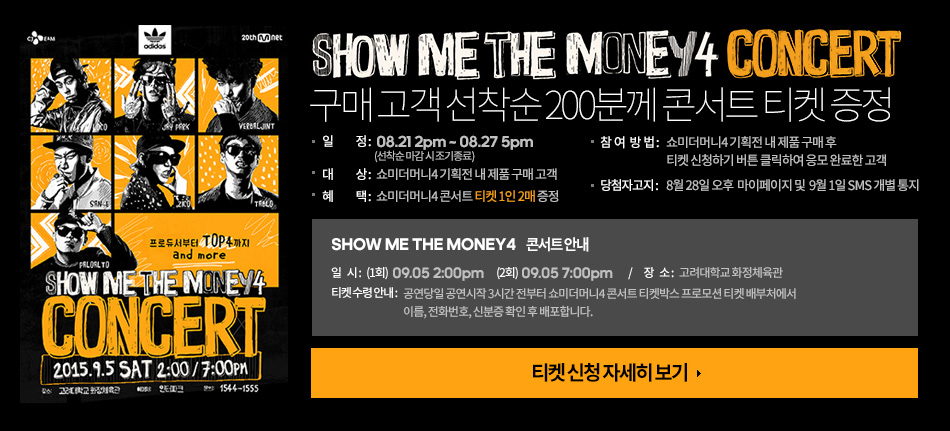 CJ E&M
adidas
20th Mnet
LOCO
JAY PARK
VERBALJINT
SAN-E
ZICO
TABLO
PALOALTO
프로듀서부터 TOP4까지
and more
SHOW ME THE MONEY4
CONCERT
2015.9.5 SAT 2:00 / 7:00PM
장소 고려대학교 화정체육관 예매처 인터파크 문의 1544-1555
SHOW ME THE MONEY4 CONCERT
구매 고객 선착순 200분께 콘서트 티켓 증정
일 정: 08.21 2pm ~ 08.27 5pm
(선착순 마감 시 조기종료)
대 상: 쇼미더머니4 기획전 내 제품 구매 고객
혜 택: 쇼미더머니4 콘서트 티켓 1인 2매 증정
참 여 방 법: 쇼미더머니4 기획전 내 제품 구매 후
티켓 신청하기 버튼 클릭하여 응모 완료한 고객
당첨자고지: 8월 28일 오후 마이페이지 및 9월 1일 SMS 개별 통지
SHOW ME THE MONEY4 콘서트 안내
일 시: (1회) 09.05 2:00pm (2회) 09.05 7:00pm / 장 소: 고려대학교 화정체육관
티켓 수령 안내: 공연당일 공연시작 3시간 전부터 쇼미더머니4 콘서트 티켓박스 프로모션 티켓 배부처에서
이름, 전화번호, 신분증 확인 후 배포합니다.
티켓 신청 자세히 보기